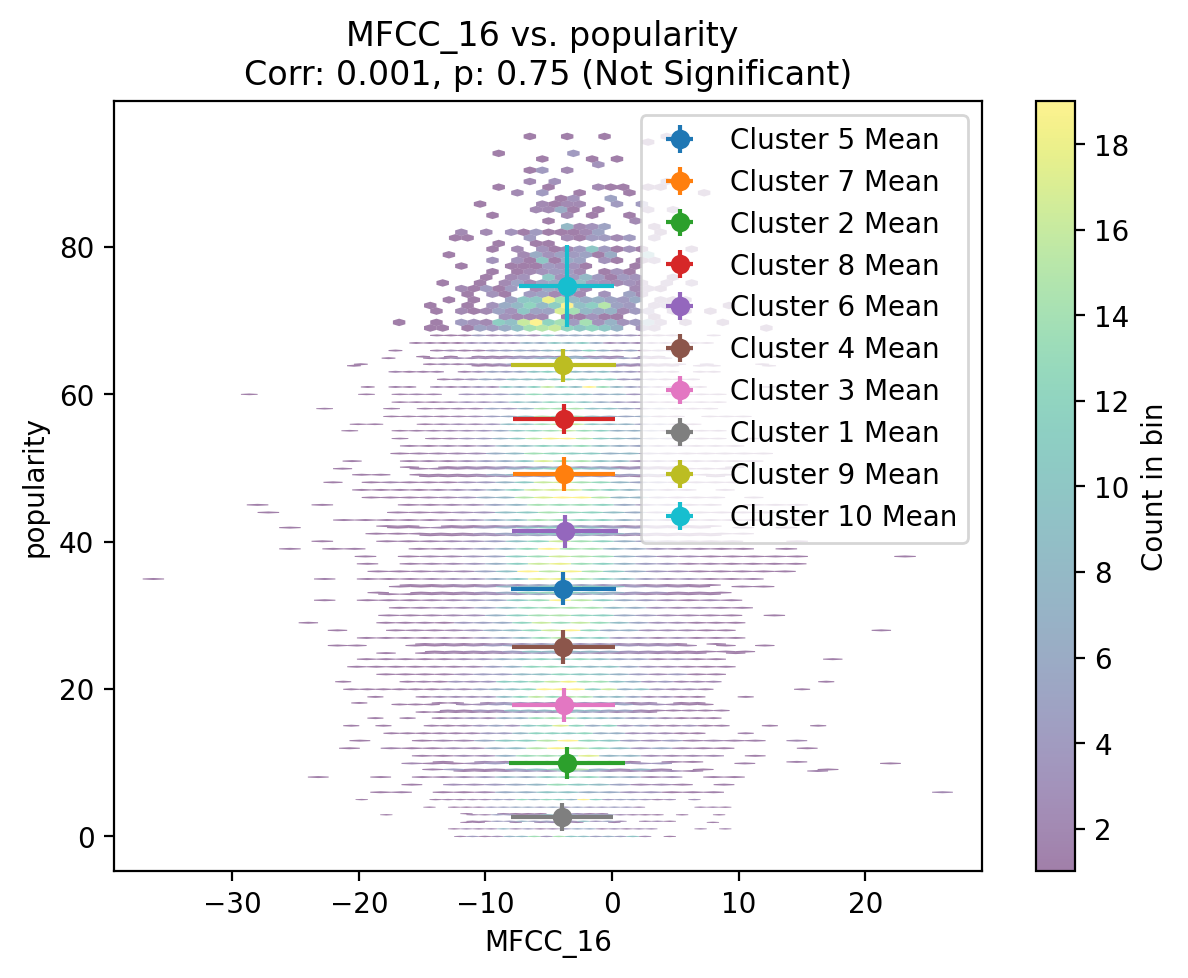 MFCC_16 vs. popularity
Corr: 0.001, p: 0.75 (Not Significant)
Cluster 5 Mean
Cluster 7 Mean
Cluster 2 Mean
Cluster 8 Mean
Cluster 6 Mean
Cluster 4 Mean
Cluster 3 Mean
Cluster 1 Mean
Cluster 9 Mean
Cluster 10 Mean
popularity
80
60
40
20
0
−30 −20 −10 0 10 20
MFCC_16
18
16
14
12
10
8
6
4
2
Count in bin